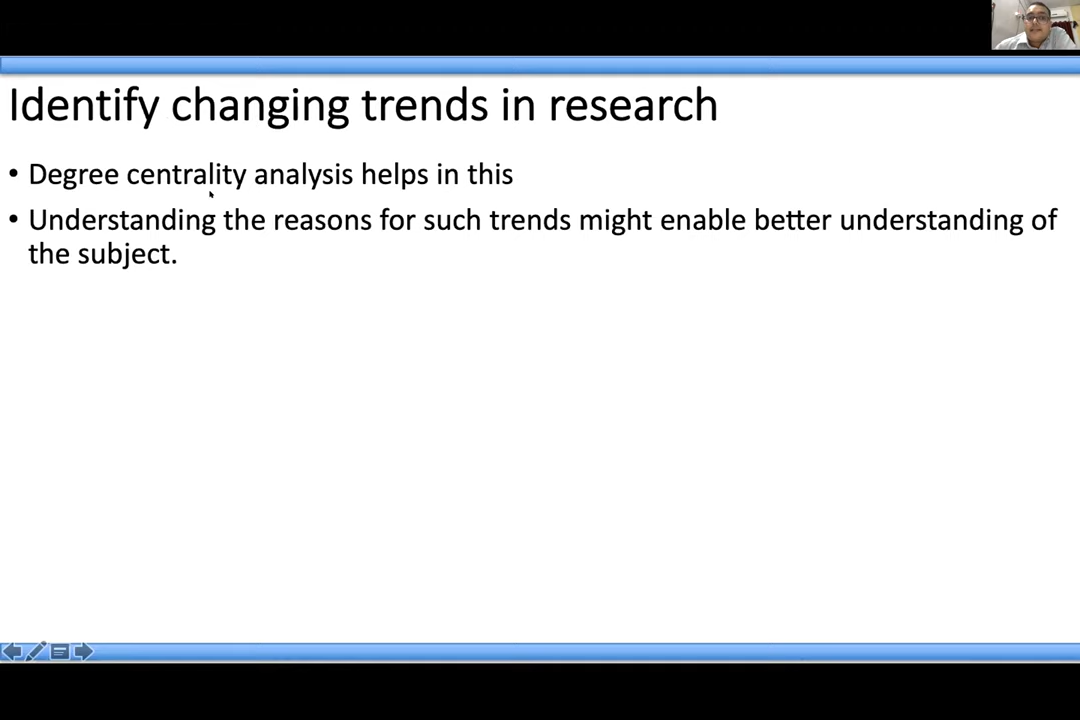 Identify changing trends in research
• Degree centrality analysis helps in this
• Understanding the reasons for such trends might enable better understanding of
the subject.